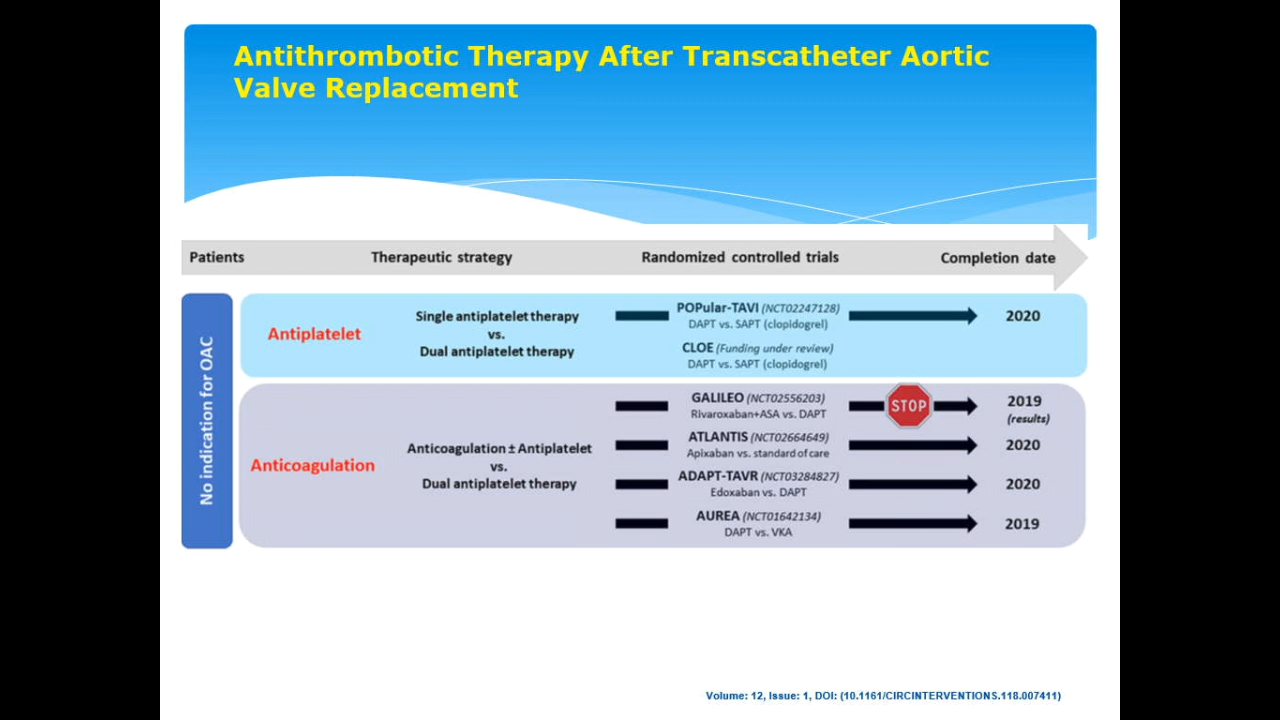 Antithrombotic Therapy After Transcatheter Aortic
Valve Replacement
Patients
Therapeutic strategy
Randomized controlled trials
Completion date
No indication for OAC
Antiplatelet
Single antiplatelet therapy
vs.
Dual antiplatelet therapy
POPular-TAVI (NCT02247128)
DAPT vs. SAPT (clopidogrel)
2020
CLOE (Funding under review)
DAPT vs. SAPT (clopidogrel)
Anticoagulation
Anticoagulation ± Antiplatelet
vs.
Dual antiplatelet therapy
GALILEO (NCT02556203)
Rivaroxaban+ASA vs. DAPT
STOP
2019
(results)
ATLANTIS (NCT02664649)
Apixaban vs. standard of care
2020
ADAPT-TAVR (NCT03284827)
Edoxaban vs. DAPT
2020
AUREA (NCT01642134)
DAPT vs. VKA
2019
Volume: 12, Issue: 1, DOI: (10.1161/CIRCINTERVENTIONS.118.007411)